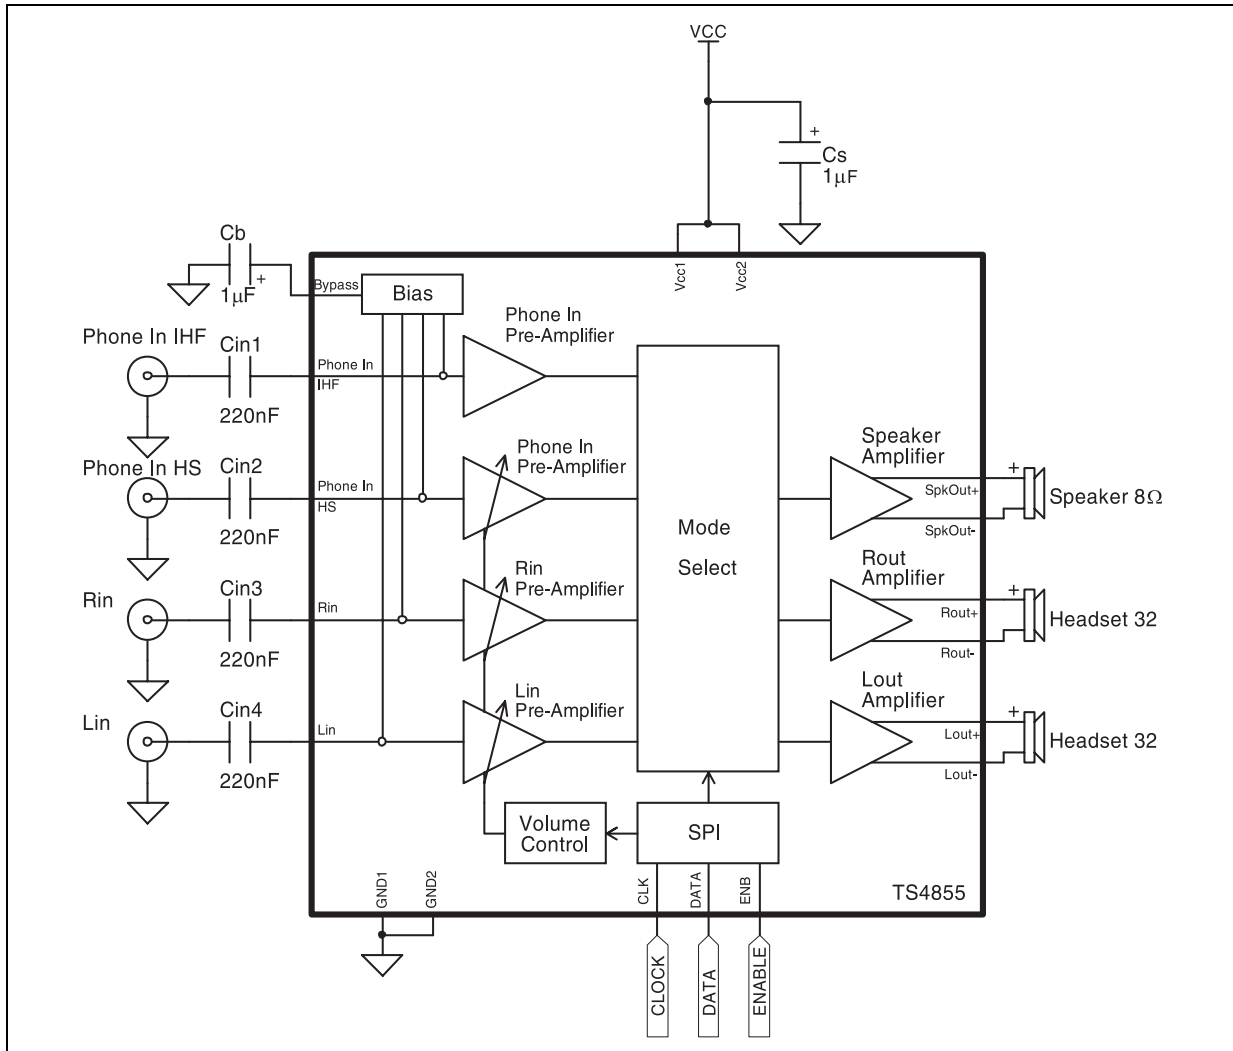 VCC
+
Cs
1µF
Cb
+
1µF
Bypass
Bias
Vcc1
Vcc2
Phone In IHF
Cin1
220nF
Phone In
IHF
Phone In
Pre-Amplifier
Phone In HS
Cin2
220nF
Phone In
HS
Phone In
Pre-Amplifier
Rin
Cin3
220nF
Rin
Rin
Pre-Amplifier
Lin
Cin4
220nF
Lin
Lin
Pre-Amplifier
Mode
Select
Speaker
Amplifier
SpkOut+
SpkOut-
+
Speaker 8Ω
Rout
Amplifier
Rout+
Rout-
+
Headset 32
Lout
Amplifier
Lout+
Lout-
+
Headset 32
Volume
Control
SPI
GND1
GND2
CLK
DATA
ENB
TS4855
CLOCK
DATA
ENABLE